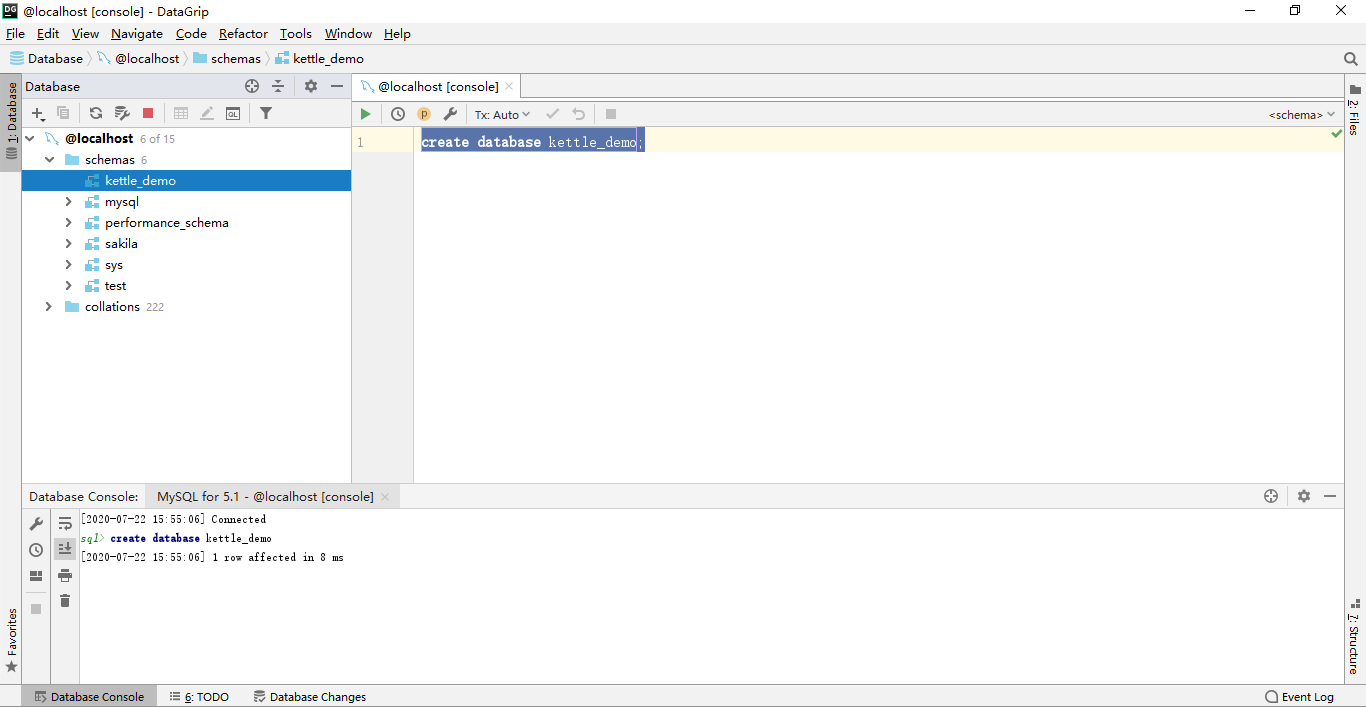 DG @localhost [console] - DataGrip
File Edit View Navigate Code Refactor Tools Window Help
Database @localhost schemas kettle_demo
1: Database
Database
@localhost [console]
QL
P Tx: Auto <schema>
@localhost 6 of 15
schemas 6
kettle_demo
mysql
performance_schema
sakila
sys
test
collations 222
1 create database kettle_demo;
2: Files
Database Console: MySQL for 5.1 - @localhost [console]
[2020-07-22 15:55:06] Connected
sql> create database kettle_demo
[2020-07-22 15:55:06] 1 row affected in 8 ms
Favorites
7: Structure
Database Console 6: TODO Database Changes Event Log